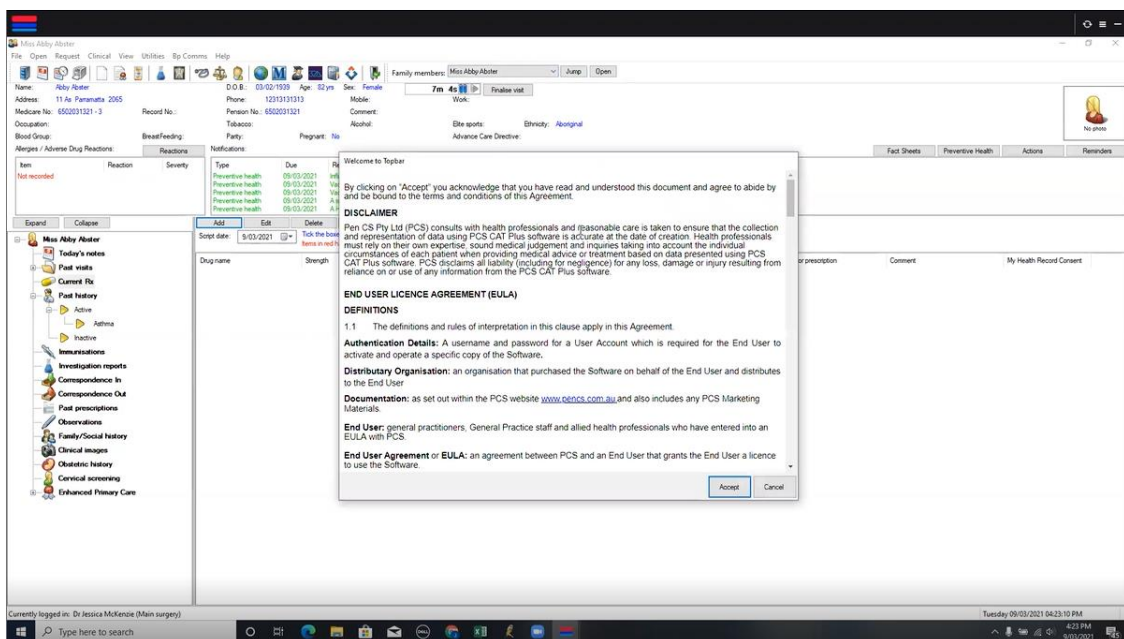 Miss Abby Abster
File Open Request Clinical View Utilities Bp Comms Help
Family members: Miss Abby Abster Jump Open
Name: Abby Abster D.O.B.: 03/02/1939 Age: 82 yrs Sex: Female 7m 4s Finalise visit
Address: 11 As Parramatta 2065 Phone: 12313131313 Mobile: Work:
Medicare No: 6502031321 - 3 Record No.: Pension No.: 6502031321 Comment:
Occupation: Tobacco: Alcohol: Elite sports: Ethnicity: Aboriginal
Blood Group: BreastFeeding: Party: Pregnant: No Advance Care Directive:
No photo
Allergies / Adverse Drug Reactions: Reactions Notifications: Fact Sheets Preventive Health Actions Reminders
Item Reaction Severity Type Due
Not recorded
Preventive health 09/03/2021
Preventive health 09/03/2021
Preventive health 09/03/2021
Preventive health 09/03/2021
Preventive health 09/03/2021
Expand Collapse Add Edit Delete
Script date: 9/03/2021 Tick the
Items in red
Drug name Strength or prescription Comment My Health Record Consent
Miss Abby Abster
Today's notes
Past visits
Current Rx
Past history
Active
Asthma
Inactive
Immunisations
Investigation reports
Correspondence In
Correspondence Out
Past prescriptions
Observations
Family/Social history
Clinical images
Obstetric history
Cervical screening
Enhanced Primary Care
Welcome to Topbar
By clicking on "Accept" you acknowledge that you have read and understood this document and agree to abide by
and be bound to the terms and conditions of this Agreement.
DISCLAIMER
Pen CS Pty Ltd (PCS) consults with health professionals and reasonable care is taken to ensure that the collection
and representation of data using PCS CAT Plus software is accurate at the date of creation. Health professionals
must rely on their own expertise, sound medical judgement and inquiries taking into account the individual
circumstances of each patient when providing medical advice or treatment based on data presented using PCS
CAT Plus software. PCS disclaims all liability (including for negligence) for any loss, damage or injury resulting from
reliance on or use of any information from the PCS CAT Plus software.
END USER LICENCE AGREEMENT (EULA)
DEFINITIONS
1.1 The definitions and rules of interpretation in this clause apply in this Agreement.
Authentication Details: A username and password for a User Account which is required for the End User to
activate and operate a specific copy of the Software.
Distributary Organisation: an organisation that purchased the Software on behalf of the End User and distributes
to the End User
Documentation: as set out within the PCS website www.pencs.com.au and also includes any PCS Marketing
Materials.
End User: general practitioners, General Practice staff and allied health professionals who have entered into an
EULA with PCS.
End User Agreement or EULA: an agreement between PCS and an End User that grants the End User a licence
to use the Software.
Accept Cancel
Currently logged in: Dr Jessica McKenzie (Main surgery) Tuesday 09/03/2021 04:23:10 PM
Type here to search
4:23 PM
9/03/2021